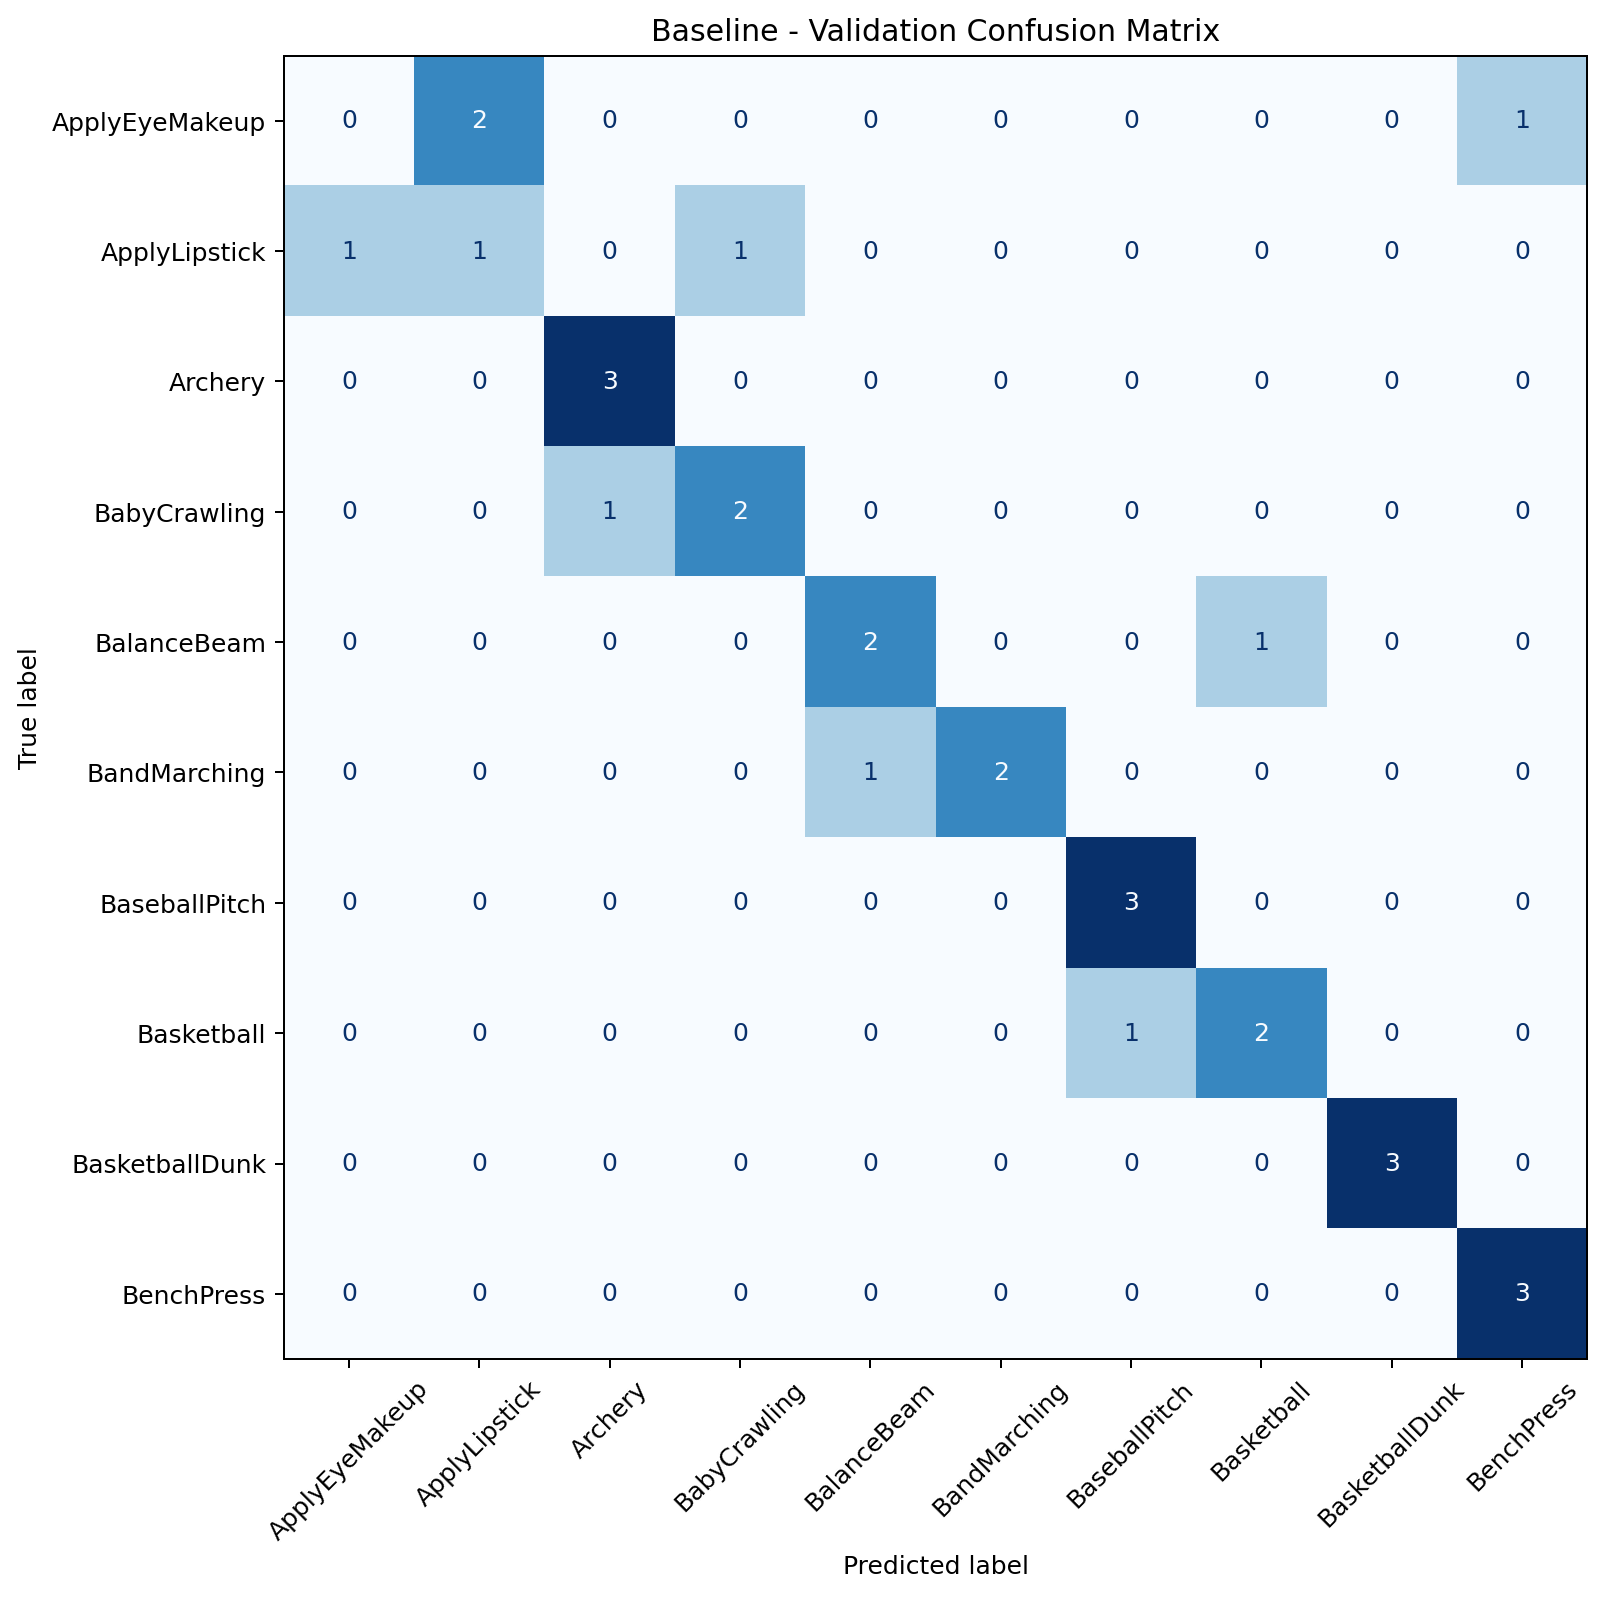 Baseline - Validation Confusion Matrix
ApplyEyeMakeup 0 2 0 0 0 0 0 0 0 1
ApplyLipstick 1 1 0 1 0 0 0 0 0 0
Archery 0 0 3 0 0 0 0 0 0 0
BabyCrawling 0 0 1 2 0 0 0 0 0 0
BalanceBeam 0 0 0 0 2 0 0 1 0 0
BandMarching 0 0 0 0 1 2 0 0 0 0
BaseballPitch 0 0 0 0 0 0 3 0 0 0
Basketball 0 0 0 0 0 0 1 2 0 0
BasketballDunk 0 0 0 0 0 0 0 0 3 0
BenchPress 0 0 0 0 0 0 0 0 0 3
True label
ApplyEyeMakeup ApplyLipstick Archery BabyCrawling BalanceBeam BandMarching BaseballPitch Basketball BasketballDunk BenchPress
Predicted label